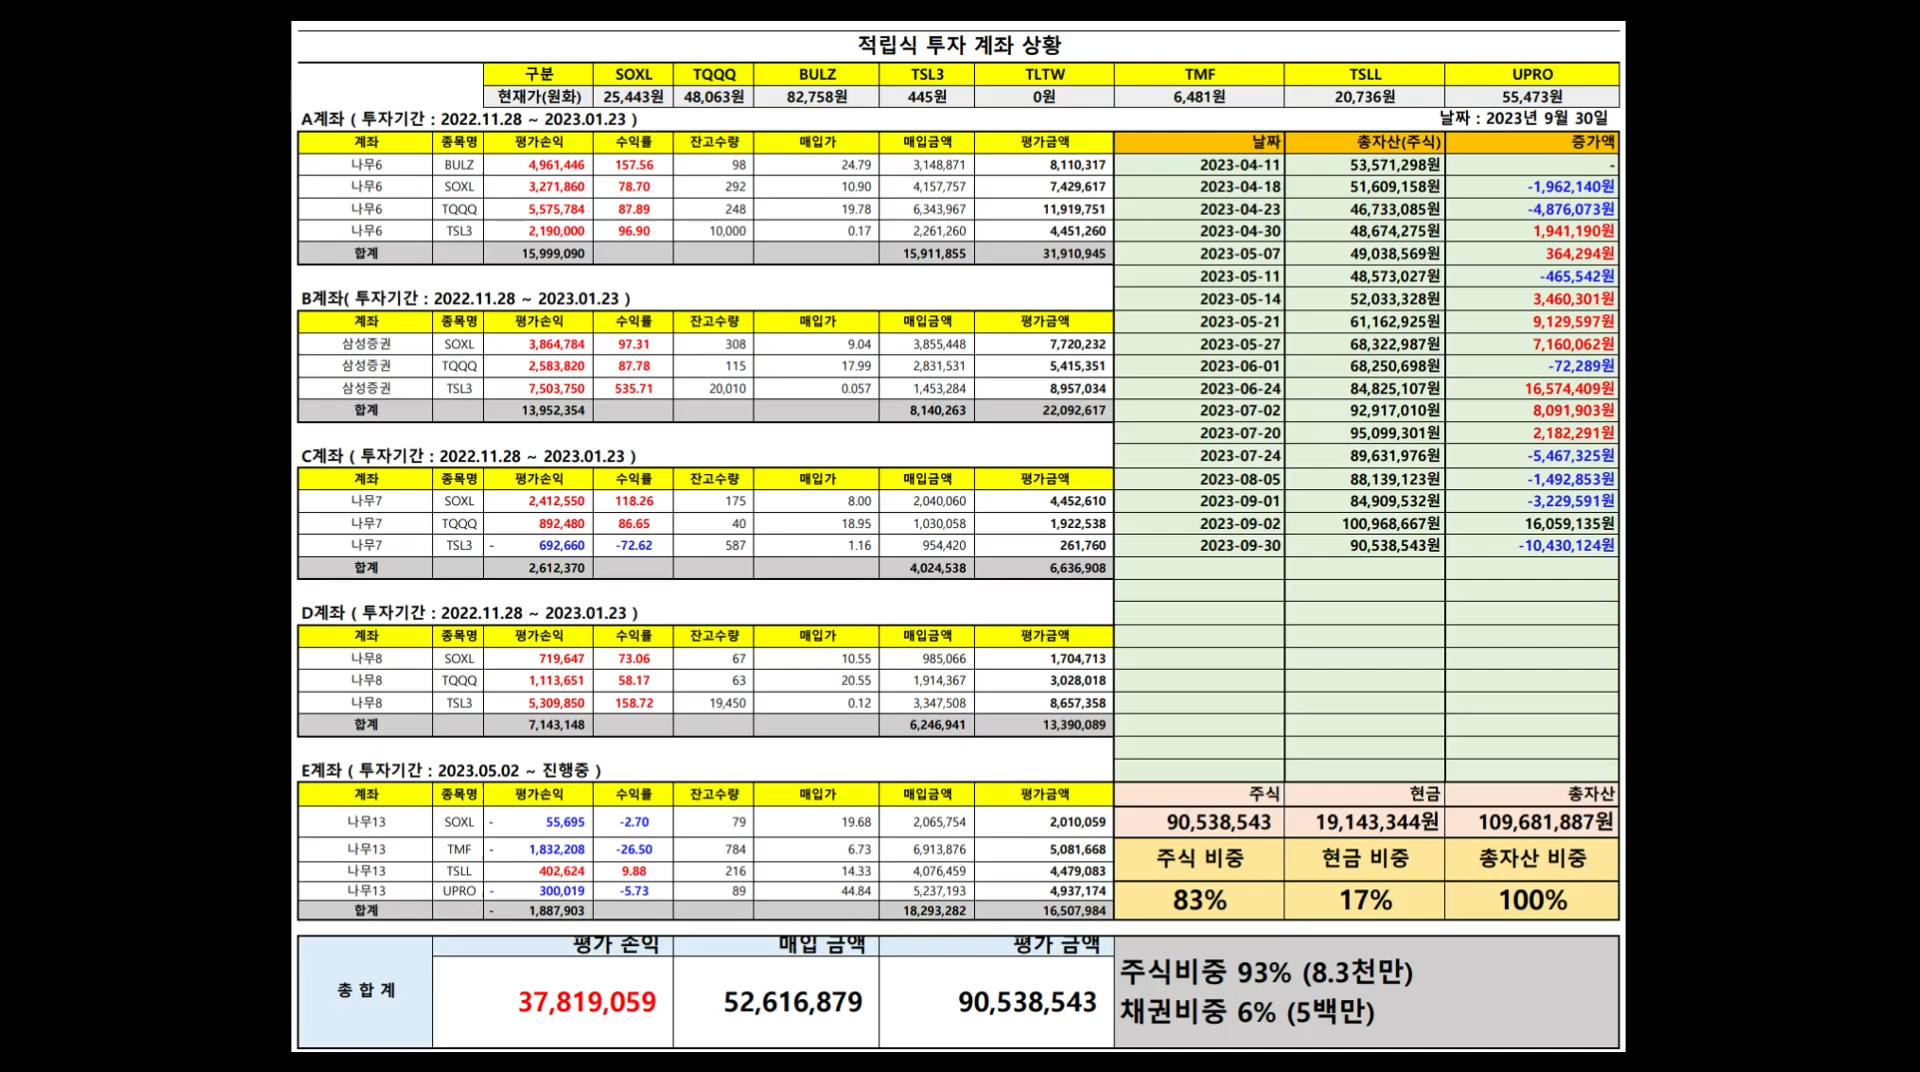 적립식 투자 계좌 상황
구분 SOXL TQQQ BULZ TSL3 TLTW TMF TSLL UPRO
현재가(원화) 25,443원 48,063원 82,758원 445원 0원 6,481원 20,736원 55,473원
A계좌 ( 투자기간 : 2022.11.28 ~ 2023.01.23 )
날짜 : 2023년 9월 30일
계좌 종목명 평가손익 수익률 잔고수량 매입가 매입금액 평가금액
나무6 BULZ 4,961,446 157.56 98 24.79 3,148,871 8,110,317
나무6 SOXL 3,271,860 78.70 292 10.90 4,157,757 7,429,617
나무6 TQQQ 5,575,784 87.89 248 19.78 6,343,967 11,919,751
나무6 TSL3 2,190,000 96.90 10,000 0.17 2,261,260 4,451,260
합계 15,999,090 15,911,855 31,910,945
B계좌( 투자기간 : 2022.11.28 ~ 2023.01.23 )
계좌 종목명 평가손익 수익률 잔고수량 매입가 매입금액 평가금액
삼성증권 SOXL 3,864,784 97.31 308 9.04 3,855,448 7,720,232
삼성증권 TQQQ 2,583,820 87.78 115 17.99 2,831,531 5,415,351
삼성증권 TSL3 7,503,750 535.71 20,010 0.057 1,453,284 8,957,034
합계 13,952,354 8,140,263 22,092,617
C계좌 ( 투자기간 : 2022.11.28 ~ 2023.01.23 )
계좌 종목명 평가손익 수익률 잔고수량 매입가 매입금액 평가금액
나무7 SOXL 2,412,550 118.26 175 8.00 2,040,060 4,452,610
나무7 TQQQ 892,480 86.65 40 18.95 1,030,058 1,922,538
나무7 TSL3 - 692,660 -72.62 587 1.16 954,420 261,760
합계 2,612,370 4,024,538 6,636,908
D계좌 ( 투자기간 : 2022.11.28 ~ 2023.01.23 )
계좌 종목명 평가손익 수익률 잔고수량 매입가 매입금액 평가금액
나무8 SOXL 719,647 73.06 67 10.55 985,066 1,704,713
나무8 TQQQ 1,113,651 58.17 63 20.55 1,914,367 3,028,018
나무8 TSL3 5,309,850 158.72 19,450 0.12 3,347,508 8,657,358
합계 7,143,148 6,246,941 13,390,089
E계좌 ( 투자기간 : 2023.05.02 ~ 진행중 )
계좌 종목명 평가손익 수익률 잔고수량 매입가 매입금액 평가금액
나무13 SOXL - 55,695 -2.70 79 19.68 2,065,754 2,010,059
나무13 TMF - 1,832,208 -26.50 784 6.73 6,913,876 5,081,668
나무13 TSLL 402,624 9.88 216 14.33 4,076,459 4,479,083
나무13 UPRO - 300,019 -5.73 89 44.84 5,237,193 4,937,174
합계 - 1,887,903 18,293,282 16,507,984
날짜 총자산(주식) 증가액
2023-04-11 53,571,298원 -
2023-04-18 51,609,158원 -1,962,140원
2023-04-23 46,733,085원 -4,876,073원
2023-04-30 48,674,275원 1,941,190원
2023-05-07 49,038,569원 364,294원
2023-05-11 48,573,027원 -465,542원
2023-05-14 52,033,328원 3,460,301원
2023-05-21 61,162,925원 9,129,597원
2023-05-27 68,322,987원 7,160,062원
2023-06-01 68,250,698원 -72,289원
2023-06-24 84,825,107원 16,574,409원
2023-07-02 92,917,010원 8,091,903원
2023-07-20 95,099,301원 2,182,291원
2023-07-24 89,631,976원 -5,467,325원
2023-08-05 88,139,123원 -1,492,853원
2023-09-01 84,909,532원 -3,229,591원
2023-09-02 100,968,667원 16,059,135원
2023-09-30 90,538,543원 -10,430,124원
주식 현금 총자산
90,538,543 19,143,344원 109,681,887원
주식 비중 현금 비중 총자산 비중
83% 17% 100%
총 합 계 평가 손익 매입 금액 평가 금액
37,819,059 52,616,879 90,538,543
주식비중 93% (8.3천만)
채권비중 6% (5백만)